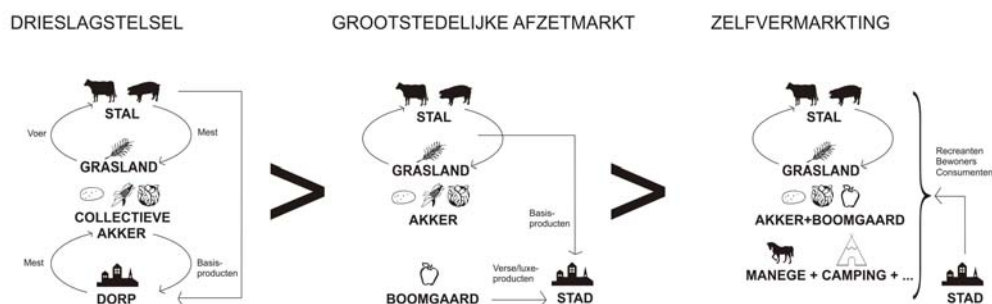 DRIESLAGSTELSEL
STAL
Voer
Mest
GRASLAND
COLLECTIEVE
AKKER
Mest
Basis-
producten
DORP
>
GROOTSTEDELIJKE AFZETMARKT
STAL
GRASLAND
AKKER
Basis-
producten
Verse/luxe-
producten
BOOMGAARD
STAD
>
ZELFVERMARKTING
STAL
GRASLAND
AKKER+BOOMGAARD
MANEGE + CAMPING + ...
Recreanten
Bewoners
Consumenten
STAD